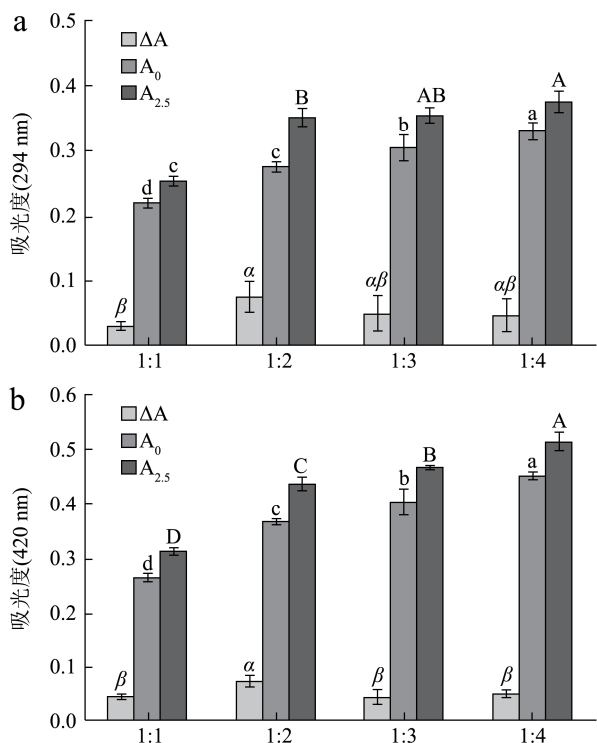 a
0.5
0.4
0.3
0.2
0.1
0.0
吸光度(294 nm)
ΔA
A₀
A₂.₅
β d c
α c B
αβ b AB
αβ a A
1:1 1:2 1:3 1:4
b
0.6
0.5
0.4
0.3
0.2
0.1
0.0
吸光度(420 nm)
ΔA
A₀
A₂.₅
β d D
α c C
β b B
β a A
1:1 1:2 1:3 1:4